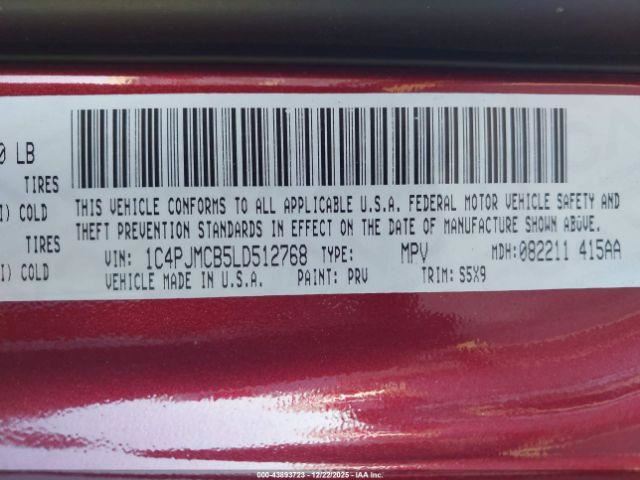 0 LB
TIRES
I) COLD
TIRES
I) COLD
THIS VEHICLE CONFORMS TO ALL APPLICABLE U.S.A. FEDERAL MOTOR VEHICLE SAFETY AND
THEFT PREVENTION STANDARDS IN EFFECT ON THE DATE OF MANUFACTURE SHOWN ABOVE.
VIN: 1C4PJMCB5LD512768 TYPE: MPV MDH: 082211 415AA
VEHICLE MADE IN U.S.A. PAINT: PRV TRIM: S5X9
000-43893723 - 12/22/2025 -